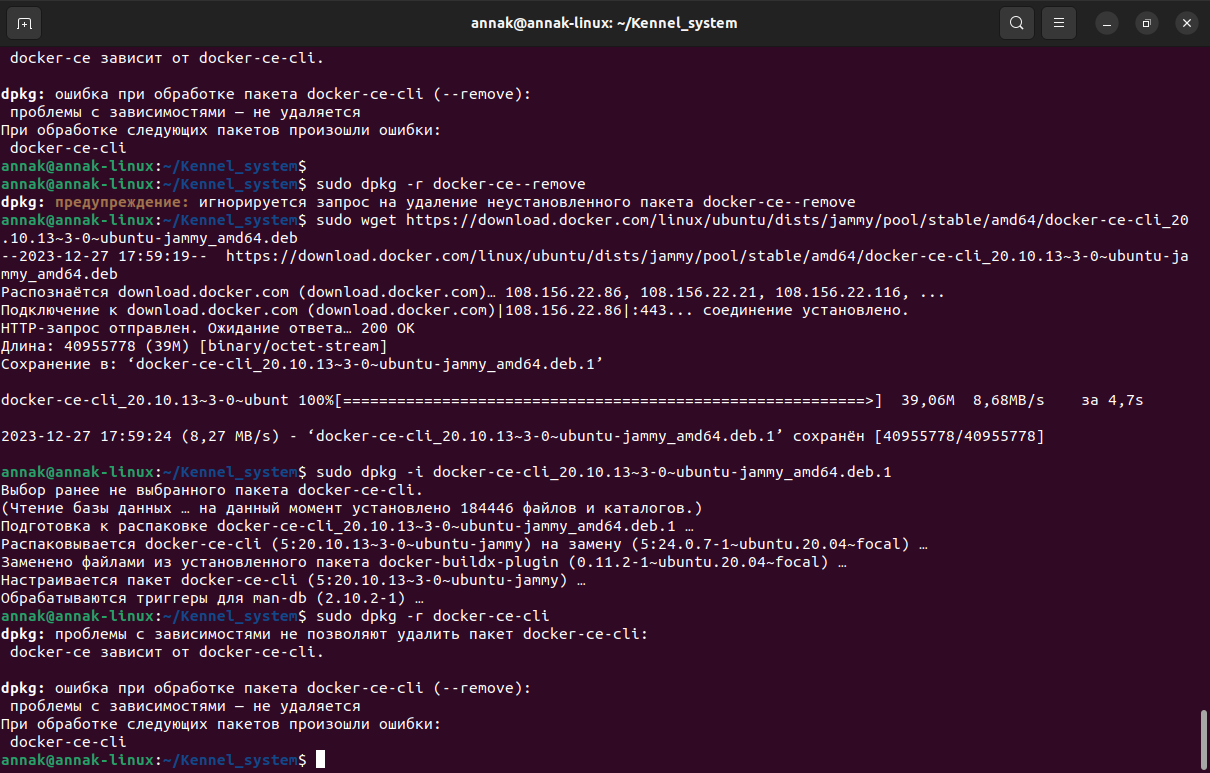 annak@annak-linux: ~/Kennel_system
docker-ce зависит от docker-ce-cli.
dpkg: ошибка при обработке пакета docker-ce-cli (--remove):
проблемы с зависимостями — не удаляется
При обработке следующих пакетов произошли ошибки:
docker-ce-cli
annak@annak-linux:~/Kennel_system$
annak@annak-linux:~/Kennel_system$ sudo dpkg -r docker-ce--remove
dpkg: предупреждение: игнорируется запрос на удаление неустановленного пакета docker-ce--remove
annak@annak-linux:~/Kennel_system$ sudo wget https://download.docker.com/linux/ubuntu/dists/jammy/pool/stable/amd64/docker-ce-cli_20
.10.13~3-0~ubuntu-jammy_amd64.deb
--2023-12-27 17:59:19--  https://download.docker.com/linux/ubuntu/dists/jammy/pool/stable/amd64/docker-ce-cli_20.10.13~3-0~ubuntu-ja
mmy_amd64.deb
Распознаётся download.docker.com (download.docker.com)… 108.156.22.86, 108.156.22.21, 108.156.22.116, ...
Подключение к download.docker.com (download.docker.com)|108.156.22.86|:443... соединение установлено.
HTTP-запрос отправлен. Ожидание ответа… 200 OK
Длина: 40955778 (39M) [binary/octet-stream]
Сохранение в: ‘docker-ce-cli_20.10.13~3-0~ubuntu-jammy_amd64.deb.1’
docker-ce-cli_20.10.13~3-0~ubunt 100%[==========================================================>]  39,06M  8,68MB/s    за 4,7s
2023-12-27 17:59:24 (8,27 MB/s) - ‘docker-ce-cli_20.10.13~3-0~ubuntu-jammy_amd64.deb.1’ сохранён [40955778/40955778]
annak@annak-linux:~/Kennel_system$ sudo dpkg -i docker-ce-cli_20.10.13~3-0~ubuntu-jammy_amd64.deb.1
Выбор ранее не выбранного пакета docker-ce-cli.
(Чтение базы данных … на данный момент установлено 184446 файлов и каталогов.)
Подготовка к распаковке docker-ce-cli_20.10.13~3-0~ubuntu-jammy_amd64.deb.1 …
Распаковывается docker-ce-cli (5:20.10.13~3-0~ubuntu-jammy) на замену (5:24.0.7-1~ubuntu.20.04~focal) …
Заменено файлами из установленного пакета docker-buildx-plugin (0.11.2-1~ubuntu.20.04~focal) …
Настраивается пакет docker-ce-cli (5:20.10.13~3-0~ubuntu-jammy) …
Обрабатываются триггеры для man-db (2.10.2-1) …
annak@annak-linux:~/Kennel_system$ sudo dpkg -r docker-ce-cli
dpkg: проблемы с зависимостями не позволяют удалить пакет docker-ce-cli:
docker-ce зависит от docker-ce-cli.
dpkg: ошибка при обработке пакета docker-ce-cli (--remove):
проблемы с зависимостями — не удаляется
При обработке следующих пакетов произошли ошибки:
docker-ce-cli
annak@annak-linux:~/Kennel_system$